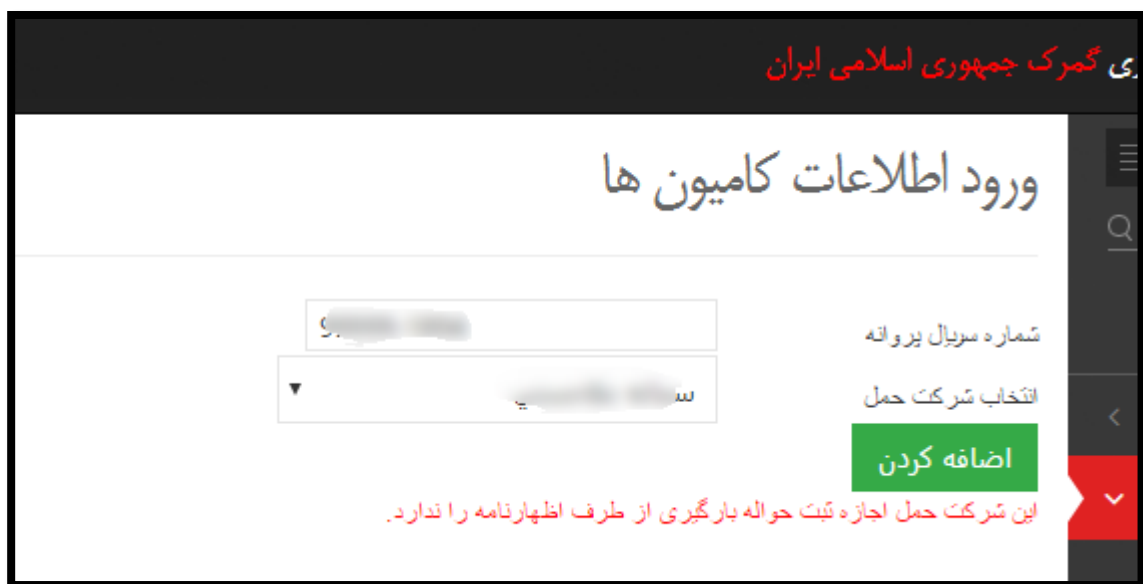 ری گمرک جمهوری اسلامی ایران
ورود اطلاعات کامیون ها
شماره سریال پروانه
انتخاب شرکت حمل
اضافه کردن
این شرکت حمل اجازه ثبت حواله بارگیری از طرف اظهارنامه را ندارد.